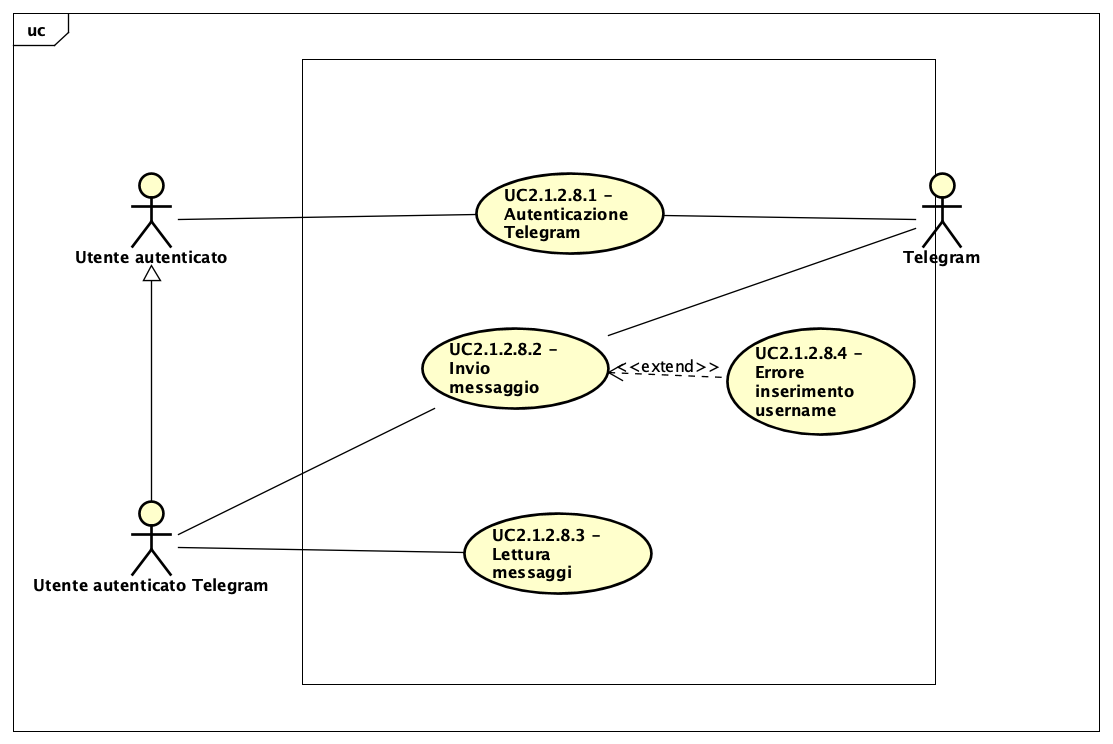 uc
UC2.1.2.8.1 –
Autenticazione
Telegram
Utente autenticato
Telegram
UC2.1.2.8.2 –
Invio
messaggio
<<extend>>
UC2.1.2.8.4 –
Errore
inserimento
username
UC2.1.2.8.3 –
Lettura
messaggi
Utente autenticato Telegram